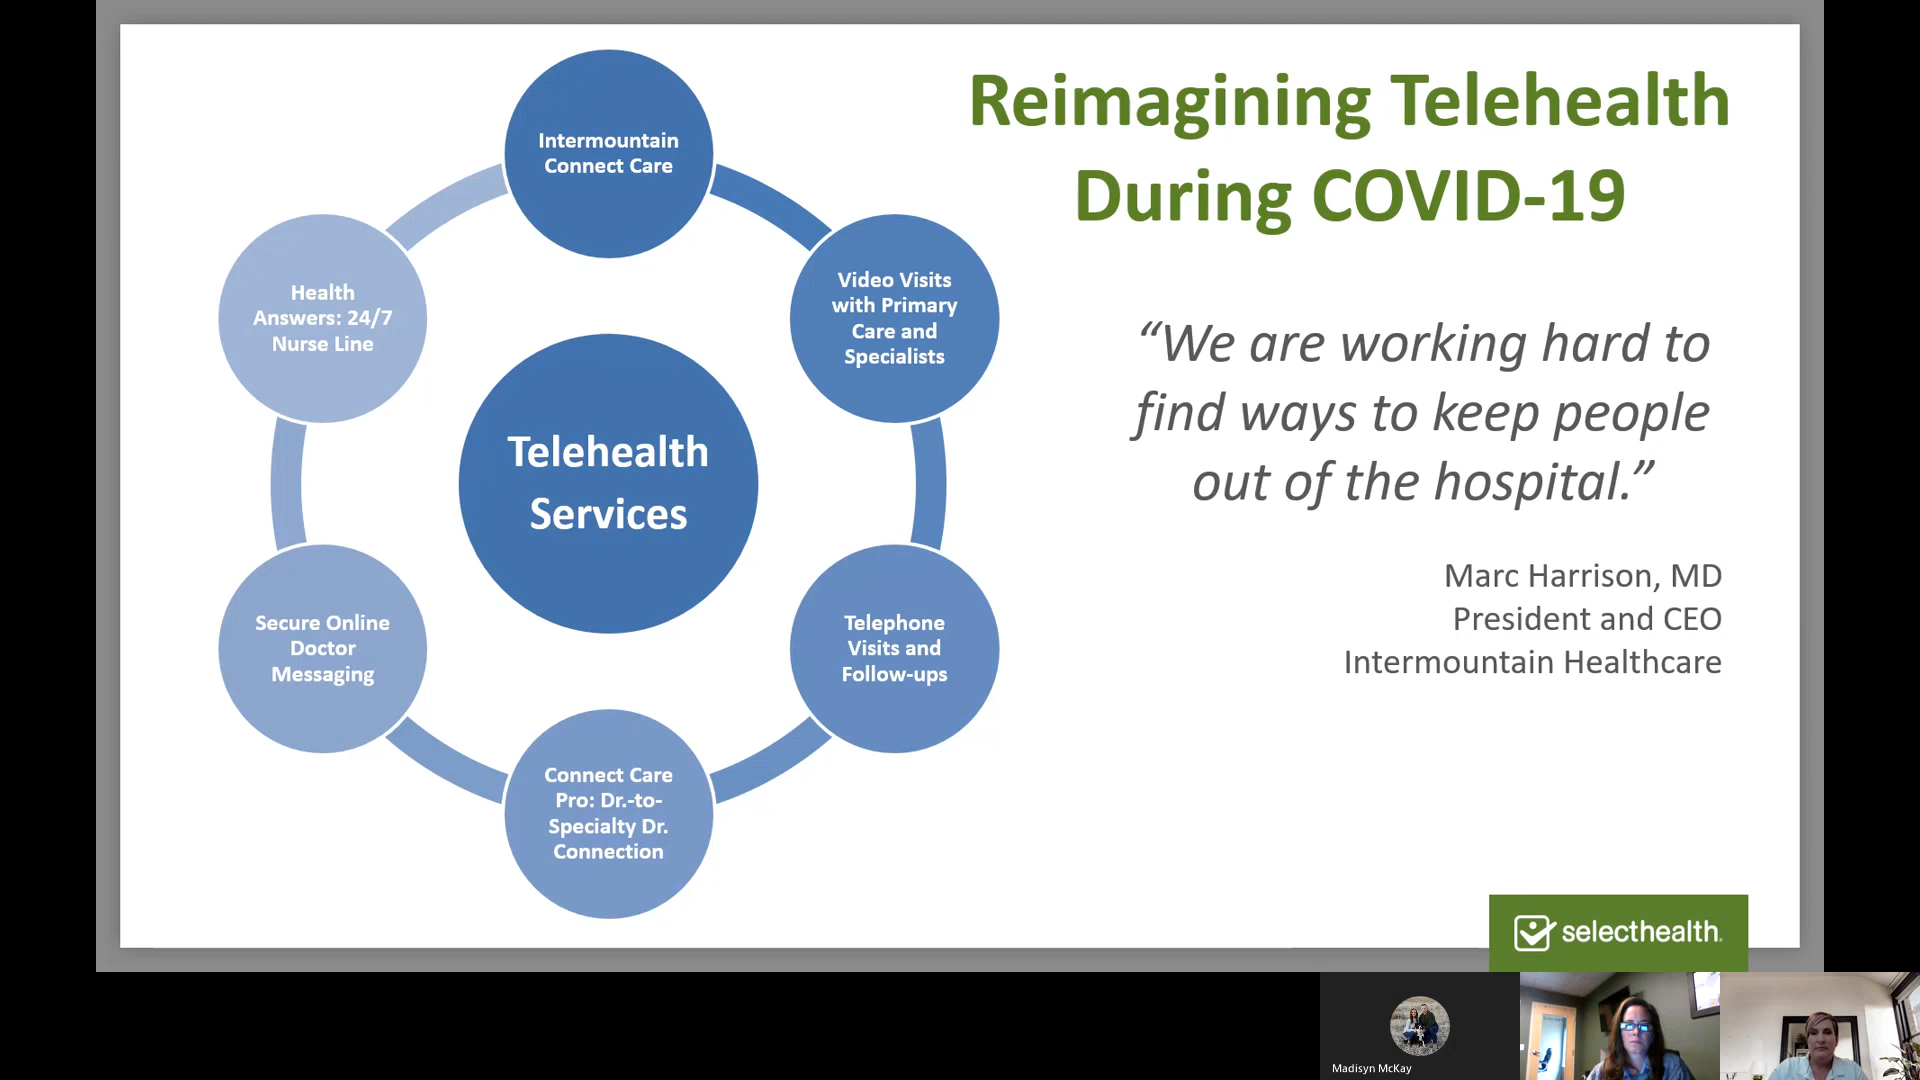 Reimagining Telehealth
During COVID-19
Intermountain
Connect Care
Video Visits
with Primary
Care and
Specialists
Telephone
Visits and
Follow-ups
Connect Care
Pro: Dr.-to-
Specialty Dr.
Connection
Secure Online
Doctor
Messaging
Health
Answers: 24/7
Nurse Line
Telehealth
Services
“We are working hard to
find ways to keep people
out of the hospital.”
Marc Harrison, MD
President and CEO
Intermountain Healthcare
selecthealth.
Madisyn McKay